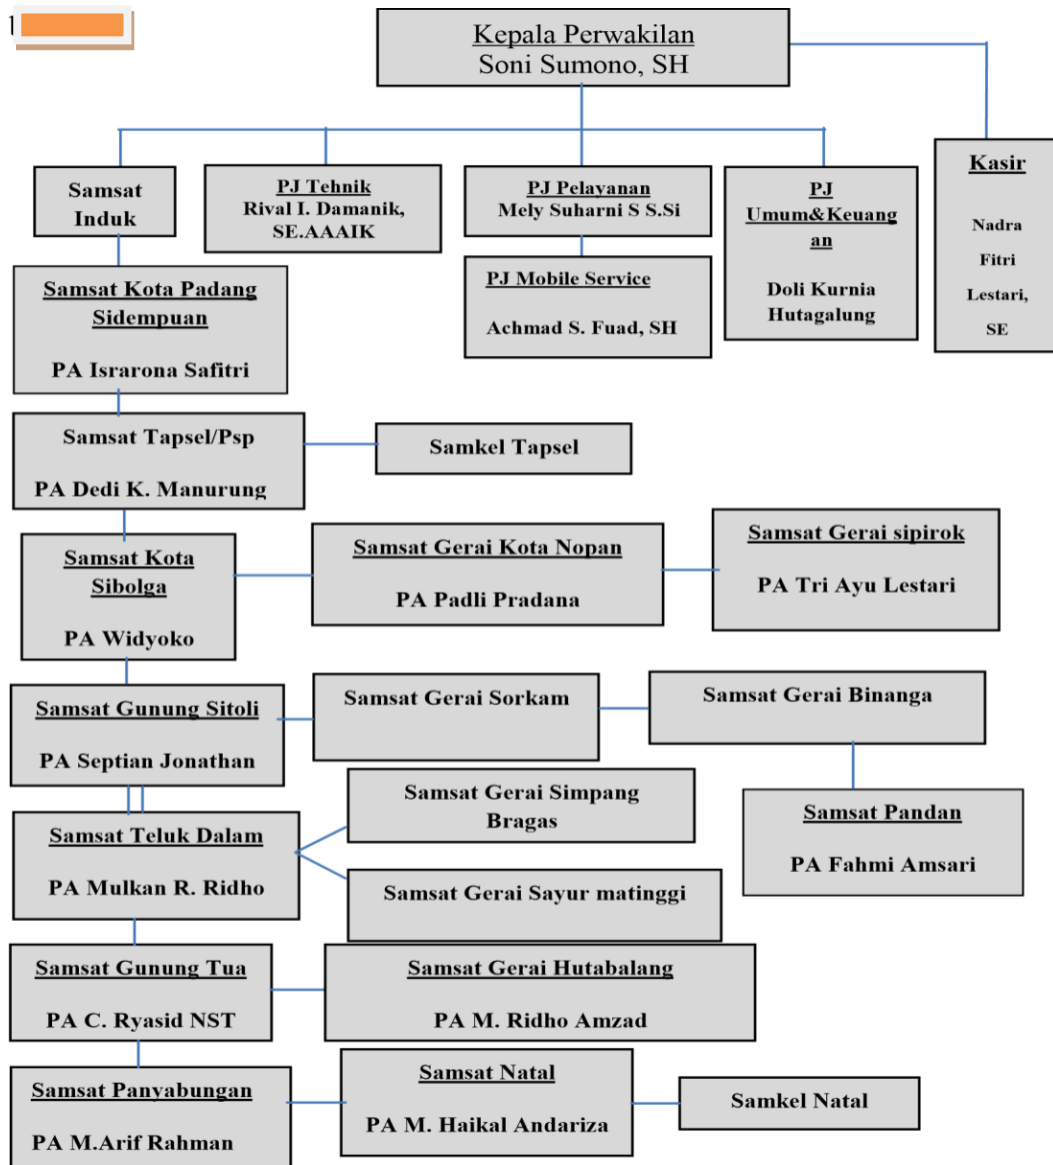 Kepala Perwakilan
Soni Sumono, SH
Samsat
Induk
PJ Tehnik
Rival I. Damanik,
SE.AAAIK
PJ Pelayanan
Mely Suharni S S.Si
PJ
Umum&Keuang
an
Doli Kurnia
Hutagalung
Kasir
Nadra
Fitri
Lestari,
SE
PJ Mobile Service
Achmad S. Fuad, SH
Samsat Kota Padang
Sidempuan
PA Israrona Safitri
Samsat Tapsel/Psp
PA Dedi K. Manurung
Samkel Tapsel
Samsat Kota
Sibolga
PA Widyoko
Samsat Gerai Kota Nopan
PA Padli Pradana
Samsat Gerai sipirok
PA Tri Ayu Lestari
Samsat Gunung Sitoli
PA Septian Jonathan
Samsat Gerai Sorkam
Samsat Gerai Binanga
Samsat Pandan
PA Fahmi Amsari
Samsat Teluk Dalam
PA Mulkan R. Ridho
Samsat Gerai Simpang
Bragas
Samsat Gerai Sayur matinggi
Samsat Gunung Tua
PA C. Ryasid NST
Samsat Gerai Hutabalang
PA M. Ridho Amzad
Samsat Panyabungan
PA M.Arif Rahman
Samsat Natal
PA M. Haikal Andariza
Samkel Natal